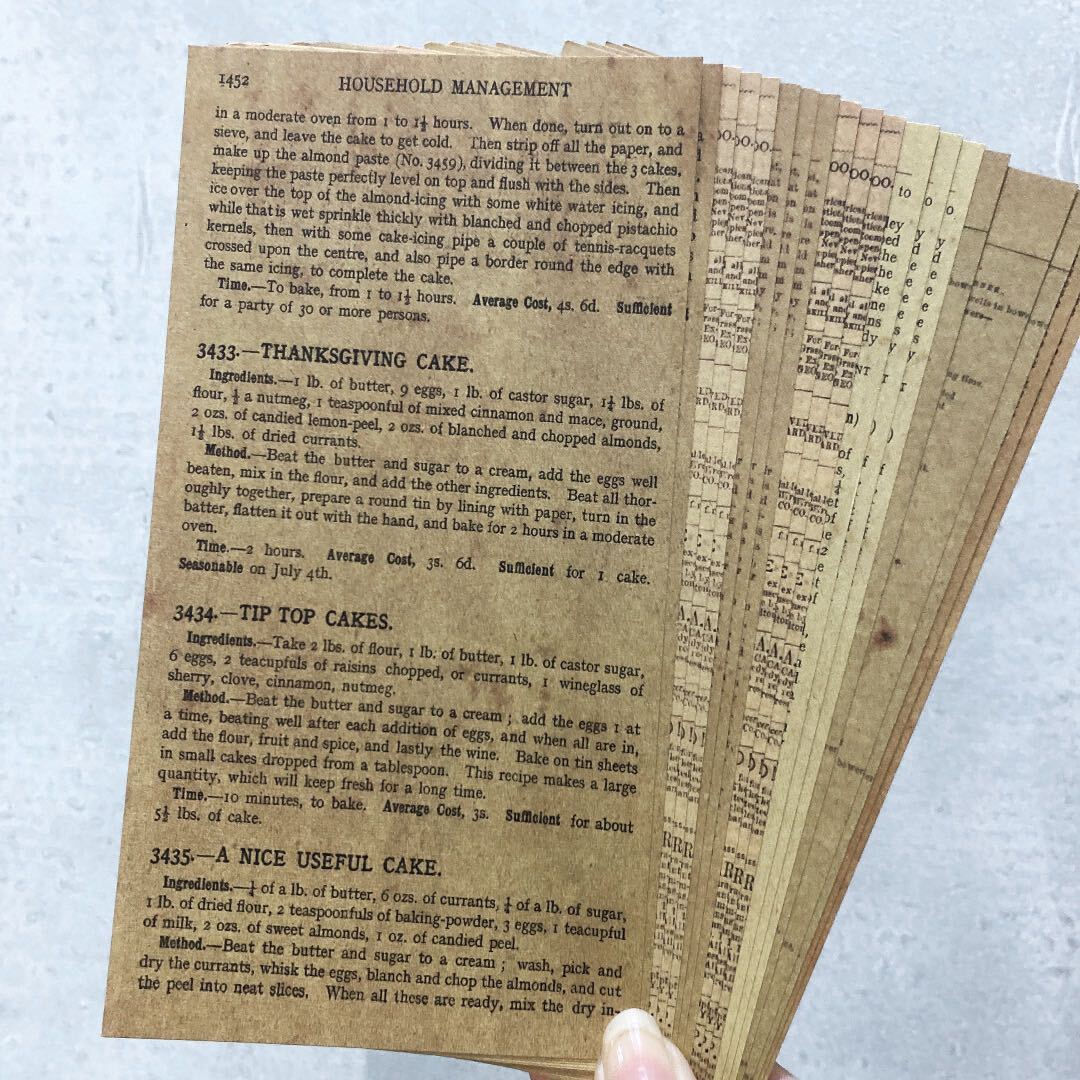 1452 HOUSEHOLD MANAGEMENT
in a moderate oven from 1 to 1½ hours. When done, turn out on to a
sieve, and leave the cake to get cold. Then strip off all the paper, and
make up the almond paste (No. 3459), dividing it between the 3 cakes,
keeping the paste perfectly level on top and flush with the sides. Then
ice over the top of the almond-icing with some white water icing, and
while that is wet sprinkle thickly with blanched and chopped pistachio
kernels, then with some cake-icing pipe a couple of tennis-racquets
crossed upon the centre, and also pipe a border round the edge with
the same icing, to complete the cake.
Time.—To bake, from 1 to 1½ hours. Average Cost, 4s. 6d. Sufficient
for a party of 30 or more persons.
3433.—THANKSGIVING CAKE.
Ingredients.—1 lb. of butter, 9 eggs, 1 lb. of castor sugar, 1¼ lbs. of
flour, ½ a nutmeg, 1 teaspoonful of mixed cinnamon and mace, ground,
2 ozs. of candied lemon-peel, 2 ozs. of blanched and chopped almonds,
1½ lbs. of dried currants.
Method.—Beat the butter and sugar to a cream, add the eggs well
beaten, mix in the flour, and add the other ingredients. Beat all thor-
oughly together, prepare a round tin by lining with paper, turn in the
batter, flatten it out with the hand, and bake for 2 hours in a moderate
oven.
Time.—2 hours. Average Cost, 3s. 6d. Sufficient for 1 cake.
Seasonable on July 4th.
3434.—TIP TOP CAKES.
Ingredients.—Take 2 lbs. of flour, 1 lb. of butter, 1 lb. of castor sugar,
6 eggs, 2 teacupfuls of raisins chopped, or currants, 1 wineglass of
sherry, clove, cinnamon, nutmeg.
Method.—Beat the butter and sugar to a cream ; add the eggs 1 at
a time, beating well after each addition of eggs, and when all are in,
add the flour, fruit and spice, and lastly the wine. Bake on tin sheets
in small cakes dropped from a tablespoon. This recipe makes a large
quantity, which will keep fresh for a long time.
Time.—10 minutes, to bake. Average Cost, 3s. Sufficient for about
5½ lbs. of cake.
3435.—A NICE USEFUL CAKE.
Ingredients.—¼ of a lb. of butter, 6 ozs. of currants, ¼ of a lb. of sugar,
1 lb. of dried flour, 2 teaspoonfuls of baking-powder, 3 eggs, 1 teacupful
of milk, 2 ozs. of sweet almonds, 1 oz. of candied peel.
Method.—Beat the butter and sugar to a cream ; wash, pick and
dry the currants, whisk the eggs, blanch and chop the almonds, and cut
the peel into neat slices. When all these are ready, mix the dry in-